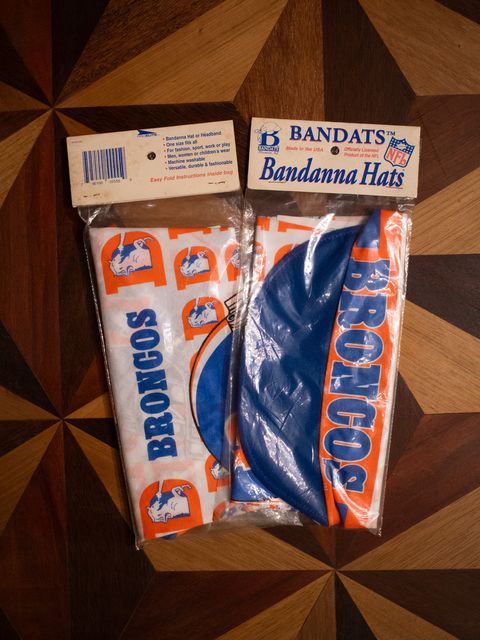 • Bandanna Hat or Headband
• One size fits all
• For fashion, sport, work or play
• Men, women or children's wear
• Machine washable
• Versatile, durable & fashionable
Easy Fold Instructions inside bag
BRONCOS
BANDATS™
BANDATS
Made in the USA
Officially Licensed
Product of the NFL
NFL
Bandanna Hats
BRONCOS